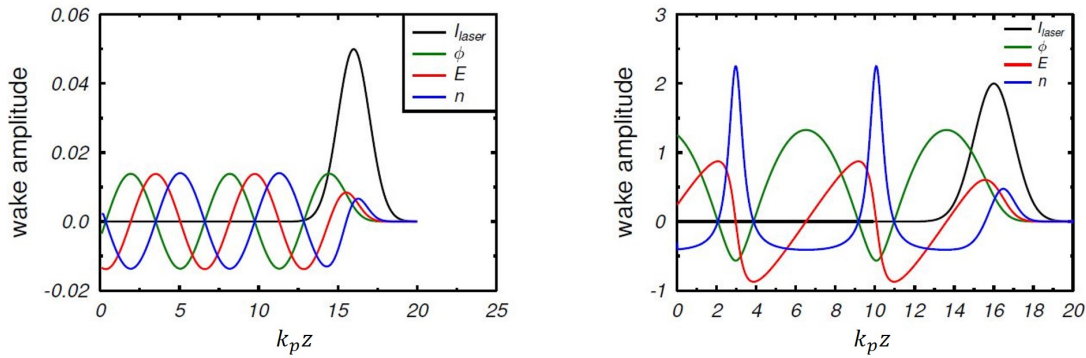 0.06
0.04
0.02
0.0
-0.02
wake amplitude
0 5 10 15 20 25
k_p z
I_laser
ϕ
E
n
3
2
1
0
-1
wake amplitude
0 2 4 6 8 10 12 14 16 18 20
k_p z
I_laser
ϕ
E
n